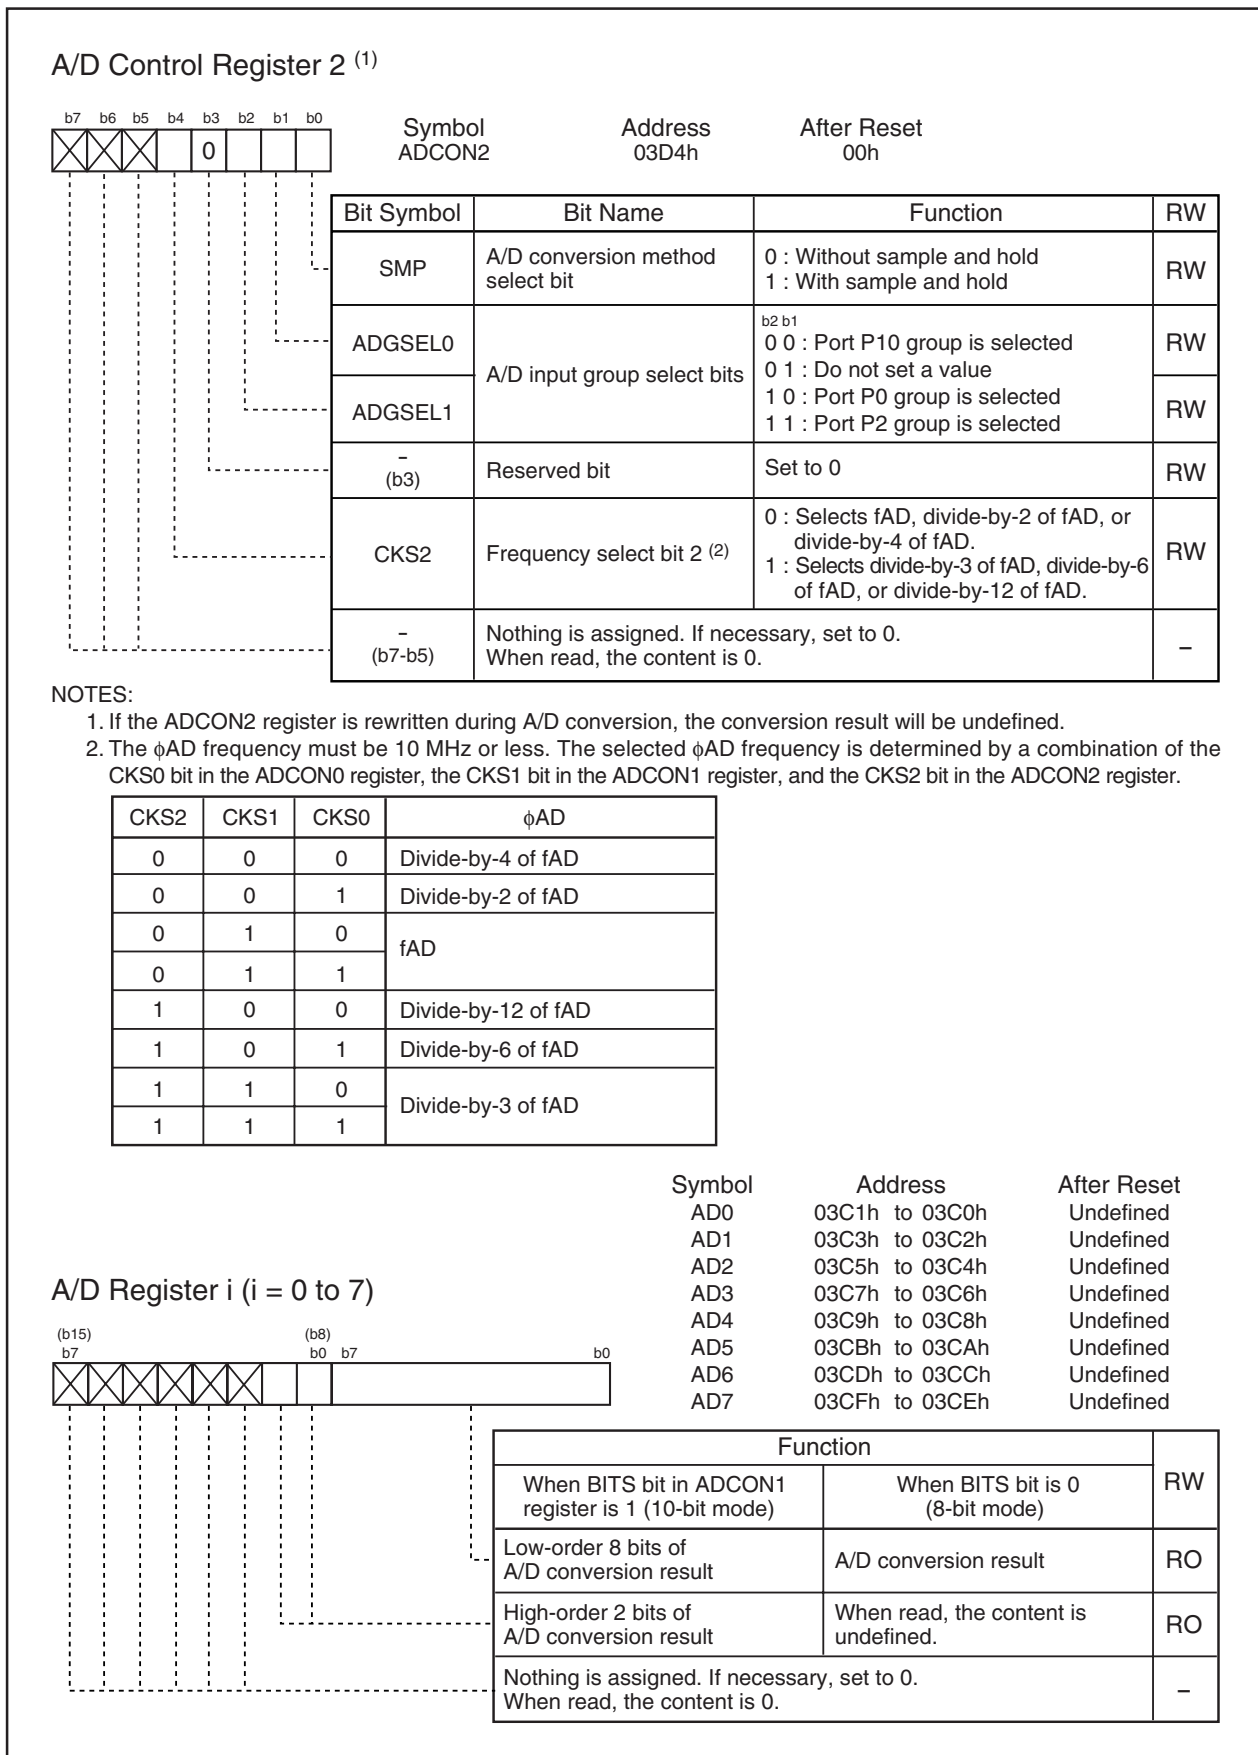 A/D Control Register 2 (1)
b7 b6 b5 b4 b3 b2 b1 b0
0
Symbol Address After Reset
ADCON2 03D4h 00h
Bit Symbol Bit Name Function RW
SMP A/D conversion method select bit 0 : Without sample and hold RW
1 : With sample and hold
b2 b1
ADGSEL0 A/D input group select bits 0 0 : Port P10 group is selected RW
0 1 : Do not set a value
ADGSEL1 1 0 : Port P0 group is selected RW
1 1 : Port P2 group is selected
– (b3) Reserved bit Set to 0 RW
CKS2 Frequency select bit 2 (2) 0 : Selects fAD, divide-by-2 of fAD, or RW
divide-by-4 of fAD.
1 : Selects divide-by-3 of fAD, divide-by-6
of fAD, or divide-by-12 of fAD.
– (b7-b5) Nothing is assigned. If necessary, set to 0. –
When read, the content is 0.
NOTES:
1. If the ADCON2 register is rewritten during A/D conversion, the conversion result will be undefined.
2. The ϕAD frequency must be 10 MHz or less. The selected ϕAD frequency is determined by a combination of the
CKS0 bit in the ADCON0 register, the CKS1 bit in the ADCON1 register, and the CKS2 bit in the ADCON2 register.
CKS2 CKS1 CKS0 ϕAD
0 0 0 Divide-by-4 of fAD
0 0 1 Divide-by-2 of fAD
0 1 0 fAD
0 1 1
1 0 0 Divide-by-12 of fAD
1 0 1 Divide-by-6 of fAD
1 1 0 Divide-by-3 of fAD
1 1 1
Symbol Address After Reset
AD0 03C1h to 03C0h Undefined
AD1 03C3h to 03C2h Undefined
AD2 03C5h to 03C4h Undefined
AD3 03C7h to 03C6h Undefined
AD4 03C9h to 03C8h Undefined
AD5 03CBh to 03CAh Undefined
AD6 03CDh to 03CCh Undefined
AD7 03CFh to 03CEh Undefined
A/D Register i (i = 0 to 7)
(b15) (b8)
b7 b0 b7 b0
Function RW
When BITS bit in ADCON1 When BITS bit is 0
register is 1 (10-bit mode) (8-bit mode)
Low-order 8 bits of A/D conversion result A/D conversion result RO
High-order 2 bits of When read, the content is RO
A/D conversion result undefined.
Nothing is assigned. If necessary, set to 0. –
When read, the content is 0.